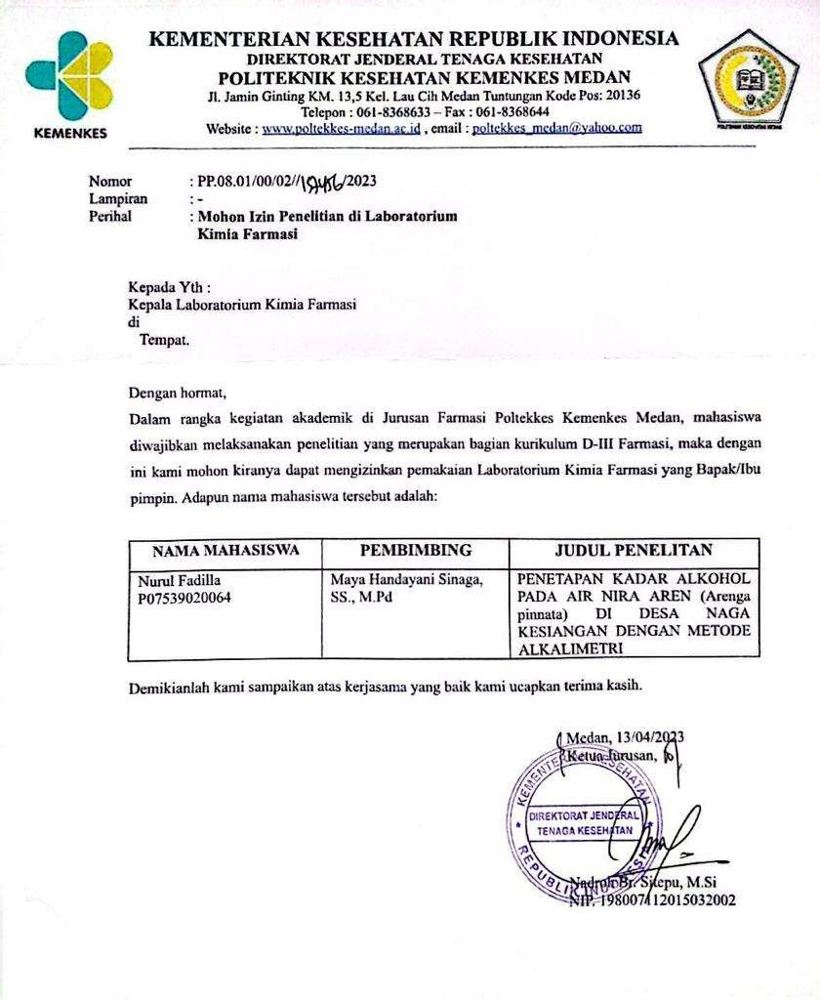 KEMENTERIAN KESEHATAN REPUBLIK INDONESIA
DIREKTORAT JENDERAL TENAGA KESEHATAN
POLITEKNIK KESEHATAN KEMENKES MEDAN
Jl. Jamin Ginting KM. 13,5 Kel. Lau Cih Medan Tuntungan Kode Pos: 20136
Telepon : 061-8368633 – Fax : 061-8368644
Website : www.poltekkes-medan.ac.id , email : poltekkes_medan@yahoo.com
KEMENKES
POLITEKNIK KESEHATAN MEDAN
Nomor : PP.08.01/00/02// /2023
Lampiran : -
Perihal : Mohon Izin Penelitian di Laboratorium
Kimia Farmasi
Kepada Yth :
Kepala Laboratorium Kimia Farmasi
di
Tempat.
Dengan hormat,
Dalam rangka kegiatan akademik di Jurusan Farmasi Poltekkes Kemenkes Medan, mahasiswa
diwajibkan melaksanakan penelitian yang merupakan bagian kurikulum D-III Farmasi, maka dengan
ini kami mohon kiranya dapat mengizinkan pemakaian Laboratorium Kimia Farmasi yang Bapak/Ibu
pimpin. Adapun nama mahasiswa tersebut adalah:
NAMA MAHASISWA PEMBIMBING JUDUL PENELITAN
Nurul Fadilla
P07539020064
Maya Handayani Sinaga,
SS., M.Pd
PENETAPAN KADAR ALKOHOL
PADA AIR NIRA AREN (Arenga
pinnata) DI DESA NAGA
KESIANGAN DENGAN METODE
ALKALIMETRI
Demikianlah kami sampaikan atas kerjasama yang baik kami ucapkan terima kasih.
Medan, 13/04/2023
Ketua Jurusan,
KEMENTERIAN KESEHATAN
DIREKTORAT JENDERAL
TENAGA KESEHATAN
REPUBLIK INDONESIA
Nadroh Br. Sitepu, M.Si
NIP. 198007112015032002